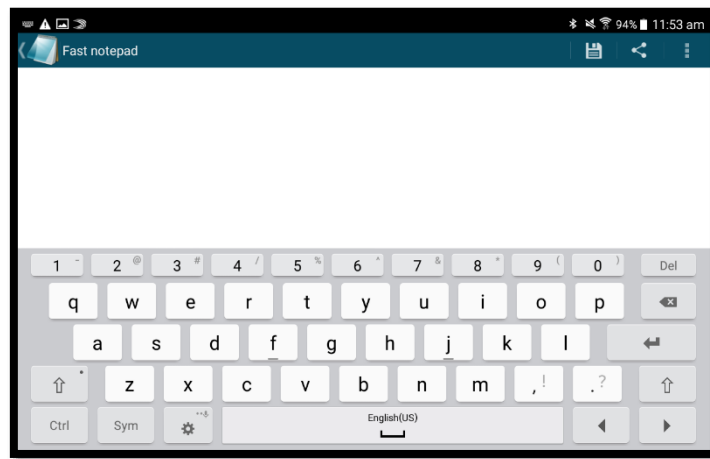 94% 11:53 am
Fast notepad
1 - 2 @ 3 # 4 / 5 % 6 ^ 7 & 8 * 9 ( 0 ) Del
q w e r t y u i o p
a s d f g h j k l
z x c v b n m , ! . ?
Ctrl Sym English(US)